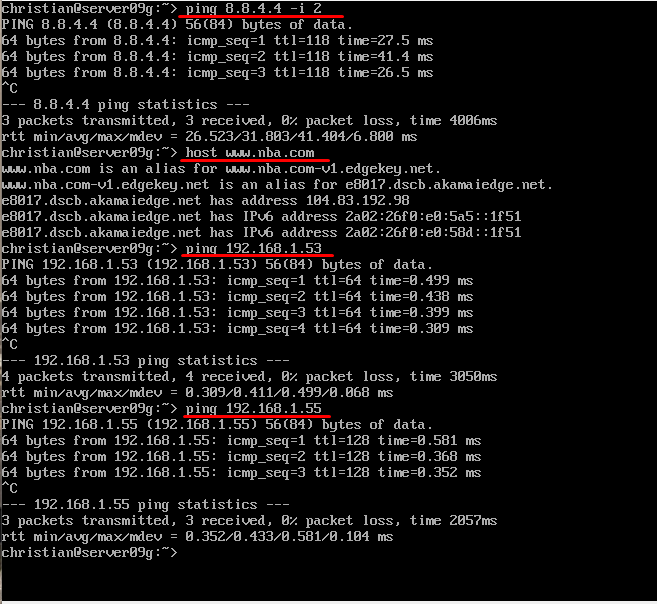 christian@server09g:~> ping 8.8.4.4 -i 2
PING 8.8.4.4 (8.8.4.4) 56(84) bytes of data.
64 bytes from 8.8.4.4: icmp_seq=1 ttl=118 time=27.5 ms
64 bytes from 8.8.4.4: icmp_seq=2 ttl=118 time=41.4 ms
64 bytes from 8.8.4.4: icmp_seq=3 ttl=118 time=26.5 ms
^C
--- 8.8.4.4 ping statistics ---
3 packets transmitted, 3 received, 0% packet loss, time 4006ms
rtt min/avg/max/mdev = 26.523/31.803/41.404/6.800 ms
christian@server09g:~> host www.nba.com
www.nba.com is an alias for www.nba.com-v1.edgekey.net.
www.nba.com-v1.edgekey.net is an alias for e8017.dscb.akamaiedge.net.
e8017.dscb.akamaiedge.net has address 104.83.192.98
e8017.dscb.akamaiedge.net has IPv6 address 2a02:26f0:e0:5a5::1f51
e8017.dscb.akamaiedge.net has IPv6 address 2a02:26f0:e0:58d::1f51
christian@server09g:~> ping 192.168.1.53
PING 192.168.1.53 (192.168.1.53) 56(84) bytes of data.
64 bytes from 192.168.1.53: icmp_seq=1 ttl=64 time=0.499 ms
64 bytes from 192.168.1.53: icmp_seq=2 ttl=64 time=0.438 ms
64 bytes from 192.168.1.53: icmp_seq=3 ttl=64 time=0.399 ms
64 bytes from 192.168.1.53: icmp_seq=4 ttl=64 time=0.309 ms
^C
--- 192.168.1.53 ping statistics ---
4 packets transmitted, 4 received, 0% packet loss, time 3050ms
rtt min/avg/max/mdev = 0.309/0.411/0.499/0.068 ms
christian@server09g:~> ping 192.168.1.55
PING 192.168.1.55 (192.168.1.55) 56(84) bytes of data.
64 bytes from 192.168.1.55: icmp_seq=1 ttl=128 time=0.581 ms
64 bytes from 192.168.1.55: icmp_seq=2 ttl=128 time=0.368 ms
64 bytes from 192.168.1.55: icmp_seq=3 ttl=128 time=0.352 ms
^C
--- 192.168.1.55 ping statistics ---
3 packets transmitted, 3 received, 0% packet loss, time 2057ms
rtt min/avg/max/mdev = 0.352/0.433/0.581/0.104 ms
christian@server09g:~>